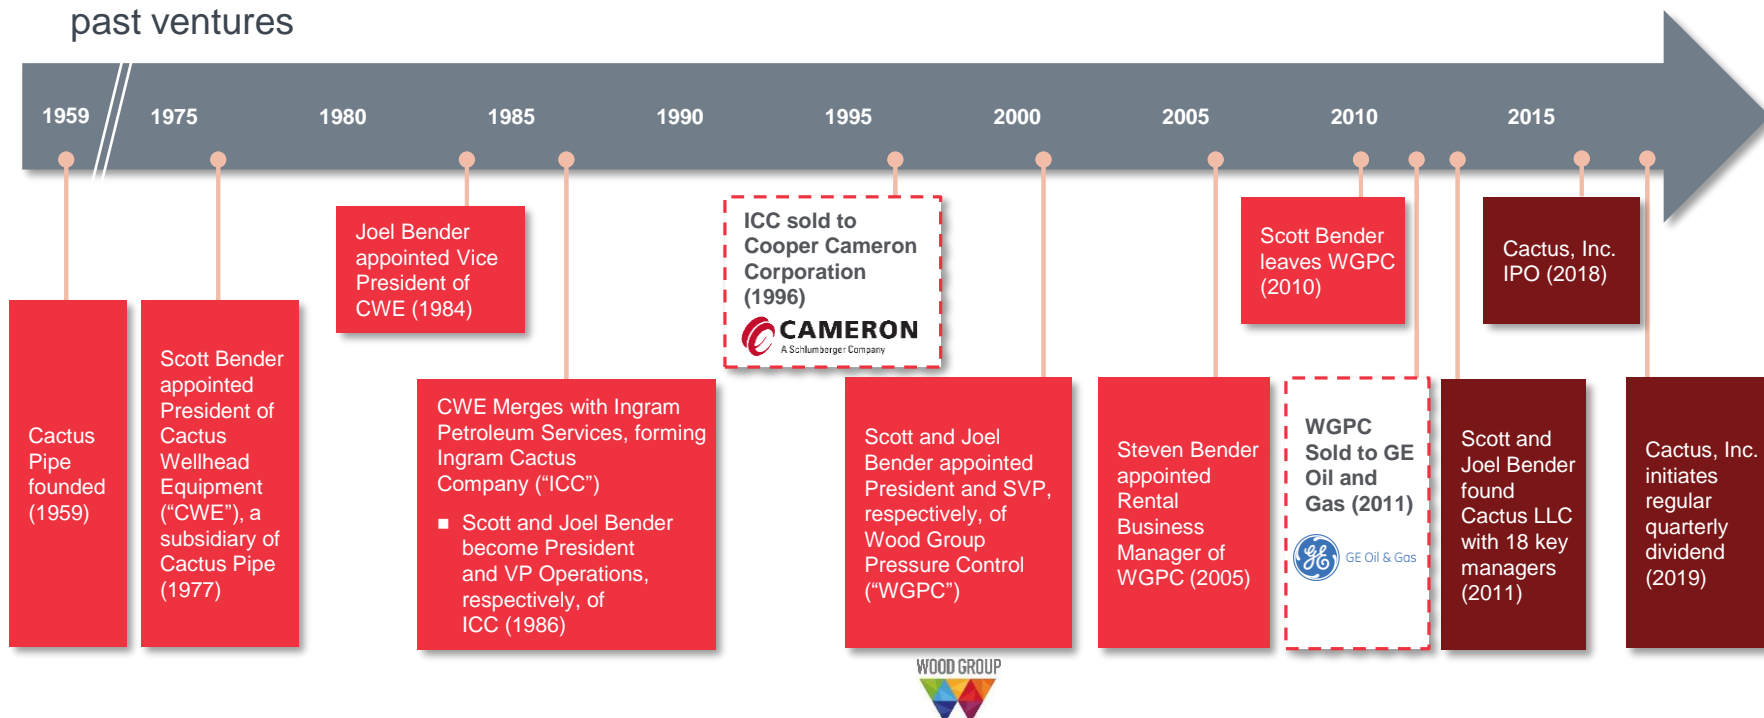 past ventures
1959
1975
1980
1985
1990
1995
2000
2005
2010
2015
Cactus
Pipe
founded
(1959)
Scott Bender
appointed
President of
Cactus
Wellhead
Equipment
(“CWE”), a
subsidiary of
Cactus Pipe
(1977)
Joel Bender
appointed Vice
President of
CWE (1984)
CWE Merges with Ingram
Petroleum Services, forming
Ingram Cactus
Company (“ICC”)
■ Scott and Joel Bender
become President
and VP Operations,
respectively, of
ICC (1986)
ICC sold to
Cooper Cameron
Corporation
(1996)
CAMERON
A Schlumberger Company
Scott and Joel
Bender appointed
President and SVP,
respectively, of
Wood Group
Pressure Control
(“WGPC”)
WOOD GROUP
Steven Bender
appointed
Rental
Business
Manager of
WGPC (2005)
Scott Bender
leaves WGPC
(2010)
WGPC
Sold to GE
Oil and
Gas (2011)
GE GE Oil & Gas
Scott and
Joel Bender
found
Cactus LLC
with 18 key
managers
(2011)
Cactus, Inc.
IPO (2018)
Cactus, Inc.
initiates
regular
quarterly
dividend
(2019)